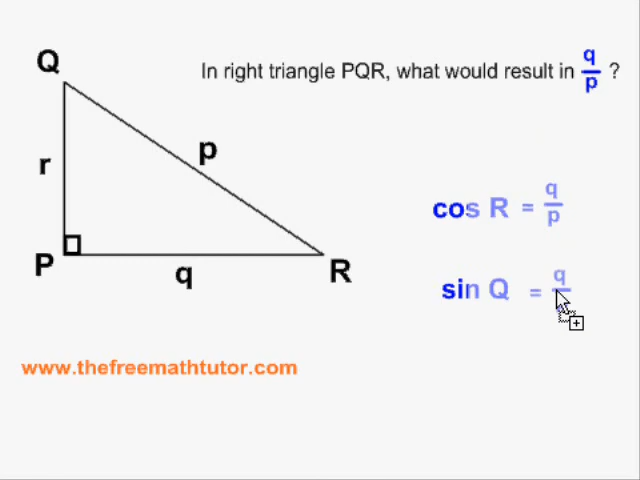 Q
In right triangle PQR, what would result in q/p ?
r
p
cos R = q/p
P
q
R
sin Q = q
www.thefreemathtutor.com